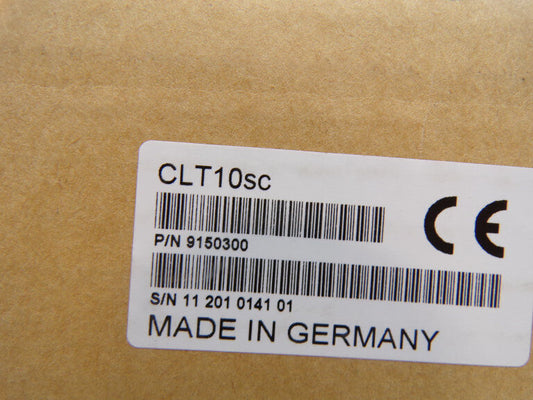 CLT10sc
CE
P/N 9150300
S/N 11 201 0141 01
MADE IN GERMANY